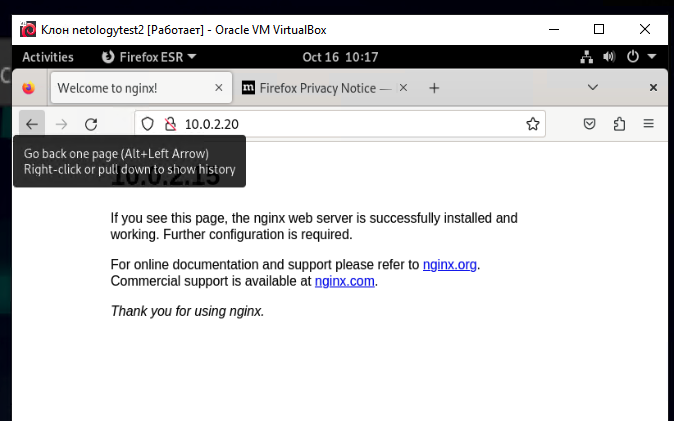 Клон netologytest2 [Работает] - Oracle VM VirtualBox
Activities Firefox ESR Oct 16 10:17
Welcome to nginx! Firefox Privacy Notice —
10.0.2.20
Go back one page (Alt+Left Arrow)
Right-click or pull down to show history
10.0.2.15
If you see this page, the nginx web server is successfully installed and
working. Further configuration is required.
For online documentation and support please refer to nginx.org.
Commercial support is available at nginx.com.
Thank you for using nginx.